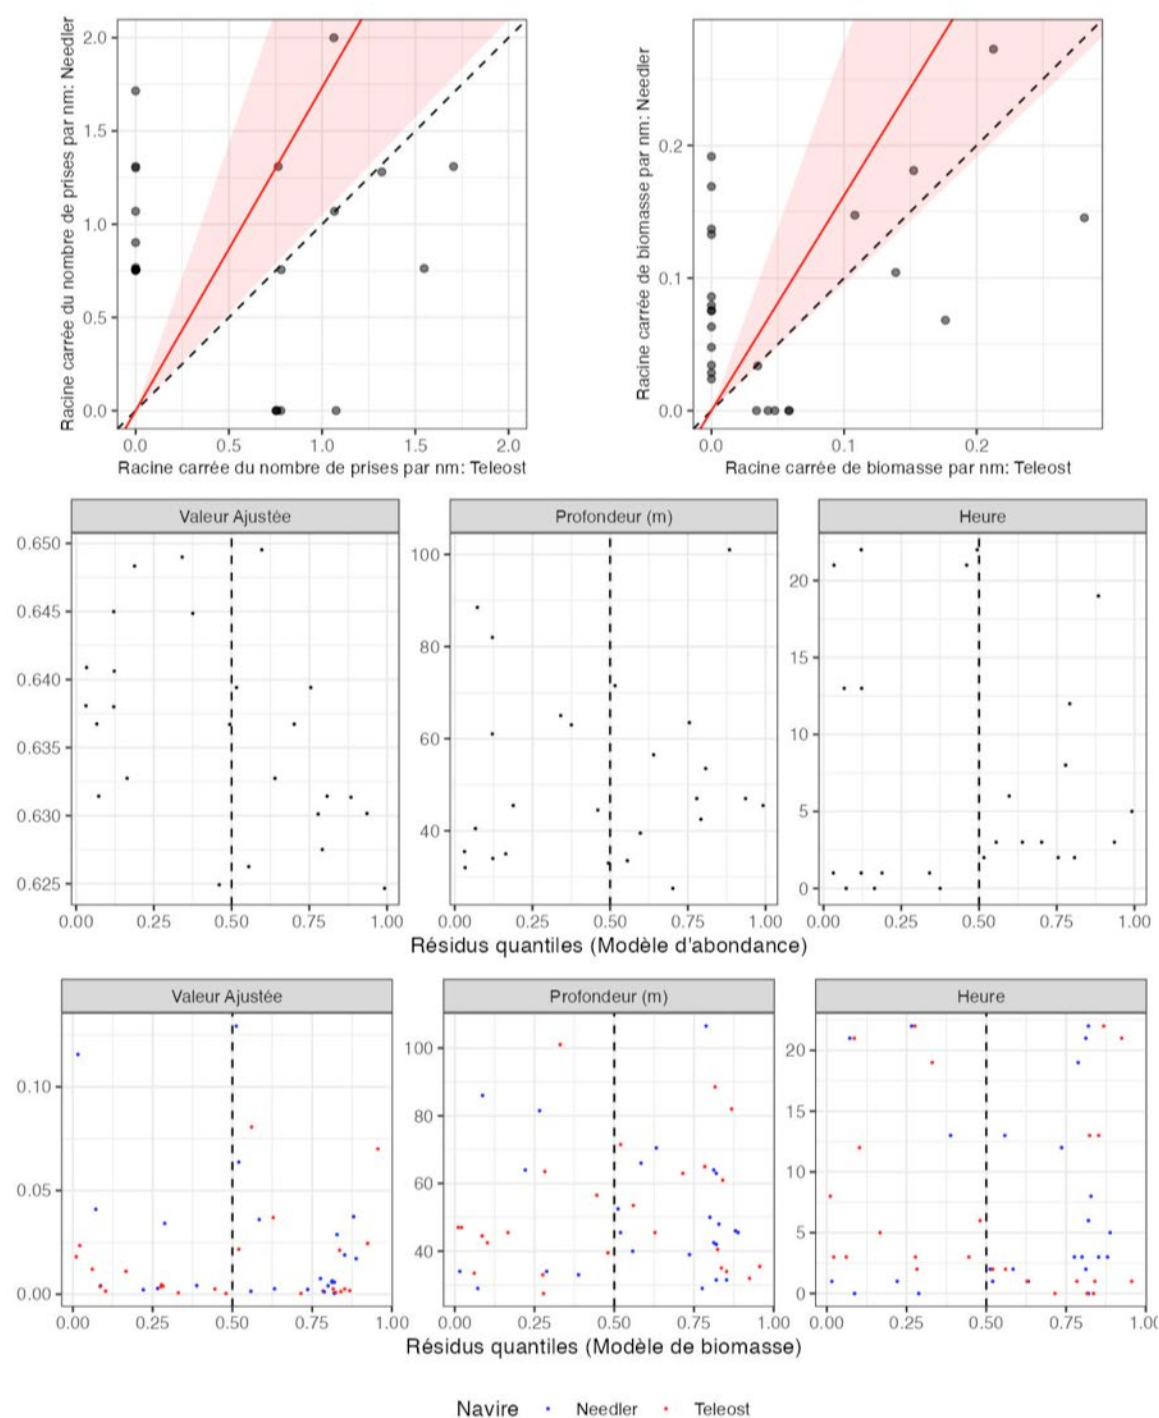 Racine carrée du nombre de prises par nm: Needler
2.0
1.5
1.0
0.5
0.0
0.0 0.5 1.0 1.5 2.0
Racine carrée du nombre de prises par nm: Teleost
Racine carrée de biomasse par nm: Needler
0.2
0.1
0.0
0.0 0.1 0.2
Racine carrée de biomasse par nm: Teleost
Valeur Ajustée
0.650
0.645
0.640
0.635
0.630
0.625
0.00 0.25 0.50 0.75 1.00
Profondeur (m)
100
80
60
40
0.00 0.25 0.50 0.75 1.00
Heure
20
15
10
5
0
0.00 0.25 0.50 0.75 1.00
Résidus quantiles (Modèle d'abondance)
Valeur Ajustée
0.10
0.05
0.00
0.00 0.25 0.50 0.75 1.00
Profondeur (m)
100
80
60
40
0.00 0.25 0.50 0.75 1.00
Heure
20
15
10
5
0
0.00 0.25 0.50 0.75 1.00
Résidus quantiles (Modèle de biomasse)
Navire Needler Teleost